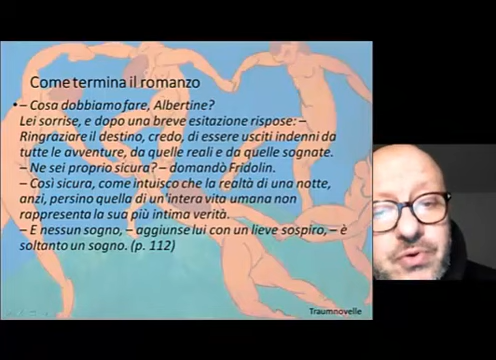 Come termina il romanzo
• – Cosa dobbiamo fare, Albertine?
Lei sorrise, e dopo una breve esitazione rispose: –
Ringraziare il destino, credo, di essere usciti indenni da
tutte le avventure, da quelle reali e da quelle sognate.
– Ne sei proprio sicura? – domandò Fridolin.
– Così sicura, come intuisco che la realtà di una notte,
anzi, persino quella di un'intera vita umana non
rappresenta la sua più intima verità.
– E nessun sogno, – aggiunse lui con un lieve sospiro, – è
soltanto un sogno. (p. 112)
Traumnovelle